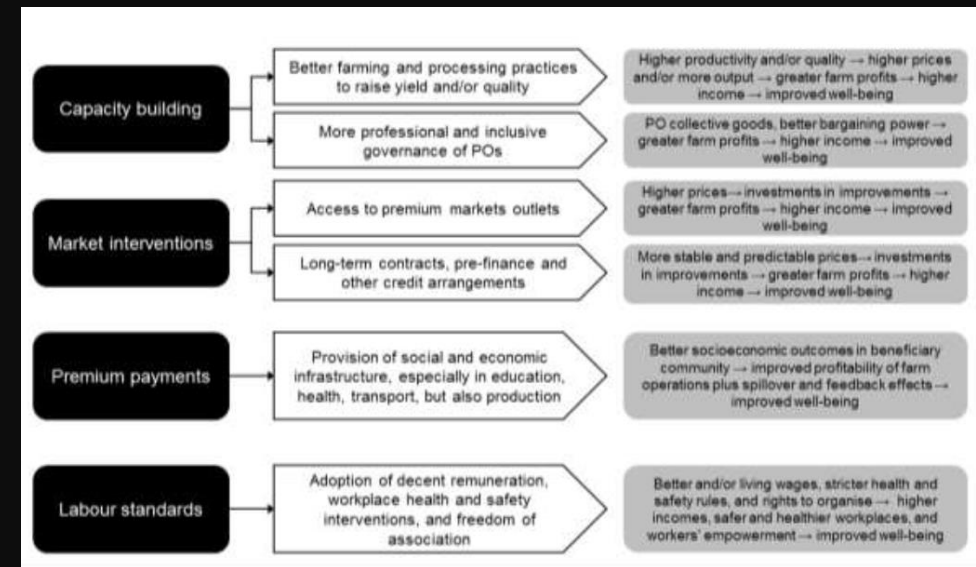 Capacity building
Better farming and processing practices
to raise yield and/or quality
Higher productivity and/or quality → higher prices
and/or more output → greater farm profits → higher
income → improved well-being
More professional and inclusive
governance of POs
PO collective goods, better bargaining power →
greater farm profits → higher income → improved
well-being
Market interventions
Access to premium markets outlets
Higher prices → investments in improvements →
greater farm profits → higher income → improved
well-being
Long-term contracts, pre-finance and
other credit arrangements
More stable and predictable prices → investments
in improvements → greater farm profits → higher
income → improved well-being
Premium payments
Provision of social and economic
infrastructure, especially in education,
health, transport, but also production
Better socioeconomic outcomes in beneficiary
community → improved profitability of farm
operations plus spillover and feedback effects →
improved well-being
Labour standards
Adoption of decent remuneration,
workplace health and safety
interventions, and freedom of
association
Better and/or living wages, stricter health and
safety rules, and rights to organise → higher
incomes, safer and healthier workplaces, and
workers' empowerment → improved well-being